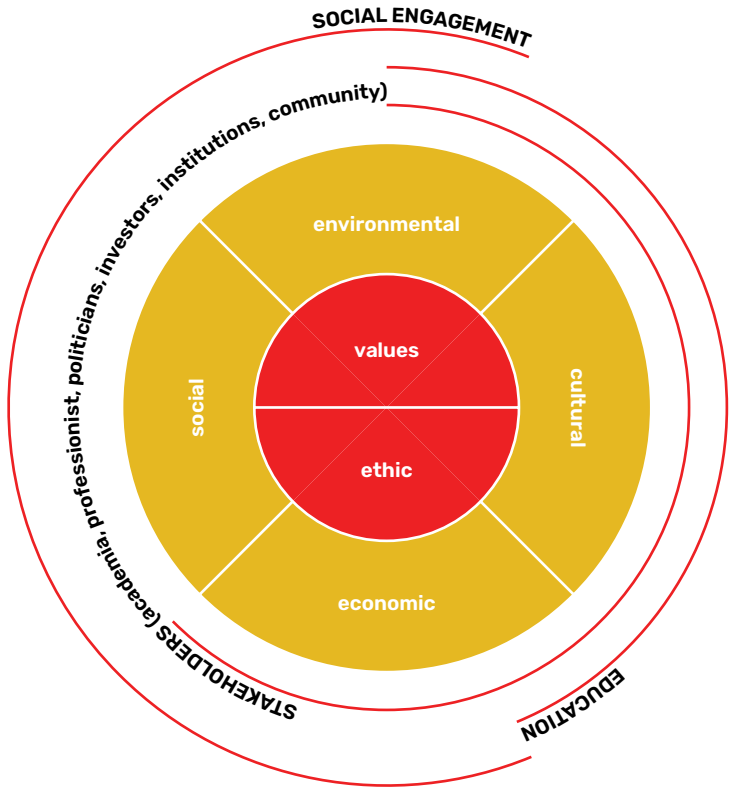 SOCIAL ENGAGEMENT
STAKEHOLDERS (academia, professionist, politicians, investors, institutions, community)
environmental
values
social
cultural
ethic
economic
EDUCATION